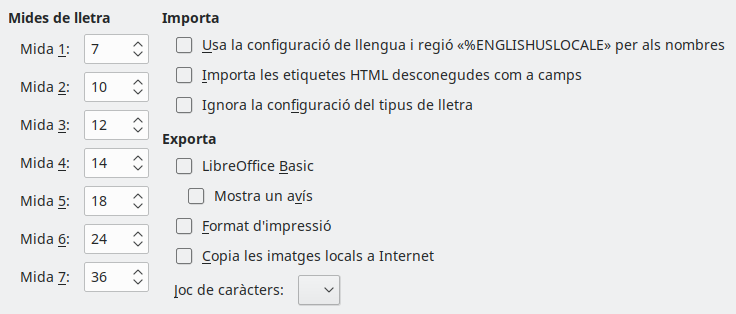 Mides de lletra
Mida 1: 7
Mida 2: 10
Mida 3: 12
Mida 4: 14
Mida 5: 18
Mida 6: 24
Mida 7: 36
Importa
Usa la configuració de llengua i regió «%ENGLISHUSLOCALE» per als nombres
Importa les etiquetes HTML desconegudes com a camps
Ignora la configuració del tipus de lletra
Exporta
LibreOffice Basic
Mostra un avís
Format d'impressió
Copia les imatges locals a Internet
Joc de caràcters: